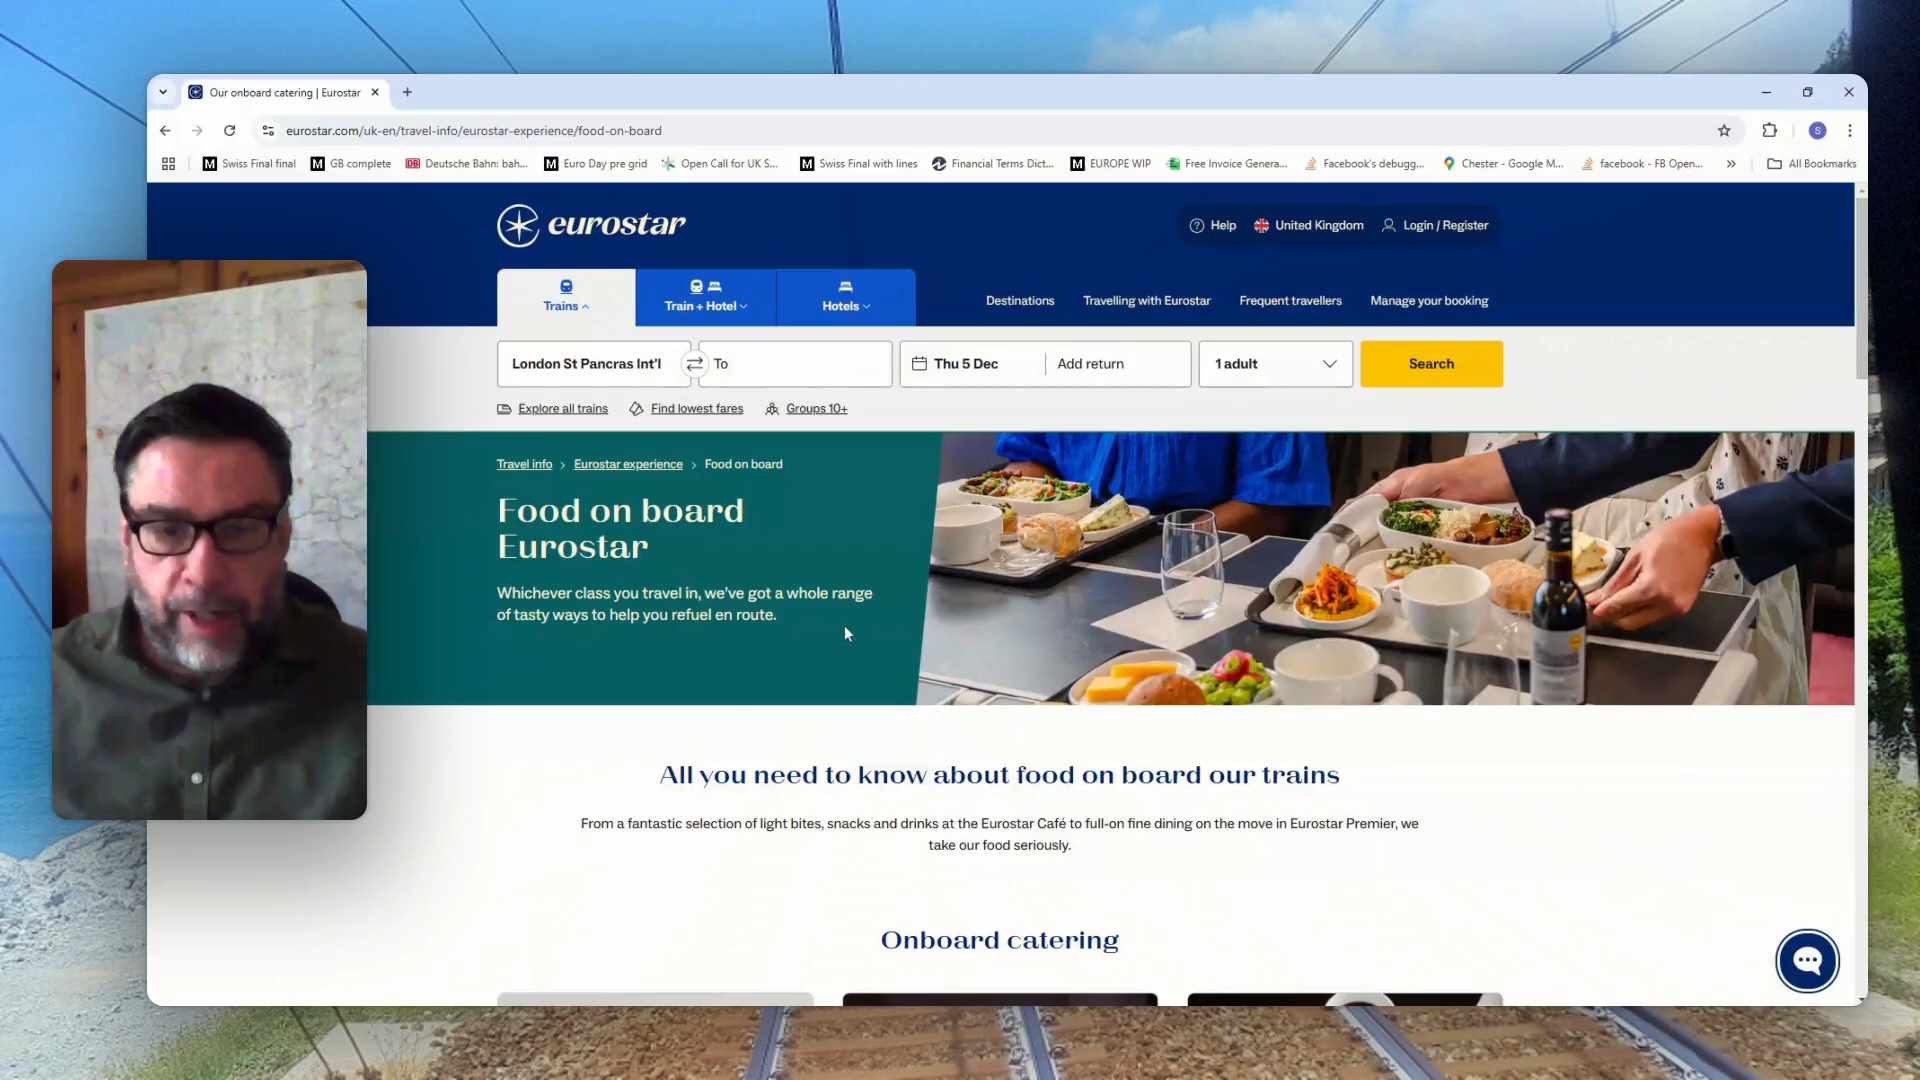 Our onboard catering | Eurostar
eurostar.com/uk-en/travel-info/eurostar-experience/food-on-board
S
Swiss Final final
GB complete
Deutsche Bahn: bah...
Euro Day pre grid
Open Call for UK S...
Swiss Final with lines
Financial Terms Dict...
EUROPE WIP
Free Invoice Genera...
Facebook's debugg...
Chester - Google M...
facebook - FB Open...
All Bookmarks
eurostar
Help
United Kingdom
Login / Register
Trains
Train + Hotel
Hotels
Destinations
Travelling with Eurostar
Frequent travellers
Manage your booking
London St Pancras Int'l
To
Thu 5 Dec
Add return
1 adult
Search
Explore all trains
Find lowest fares
Groups 10+
Travel info > Eurostar experience > Food on board
Food on board
Eurostar
Whichever class you travel in, we've got a whole range
of tasty ways to help you refuel en route.
All you need to know about food on board our trains
From a fantastic selection of light bites, snacks and drinks at the Eurostar Café to full-on fine dining on the move in Eurostar Premier, we
take our food seriously.
Onboard catering